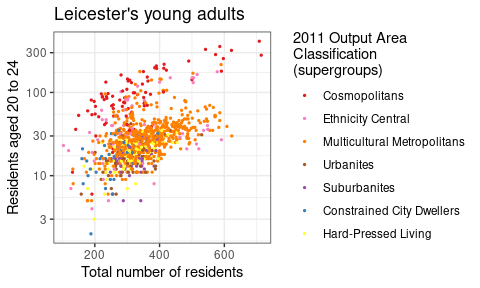 Leicester's young adults
Residents aged 20 to 24
300
100
30
10
3
200
400
600
Total number of residents
2011 Output Area
Classification
(supergroups)
Cosmopolitans
Ethnicity Central
Multicultural Metropolitans
Urbanites
Suburbanites
Constrained City Dwellers
Hard-Pressed Living